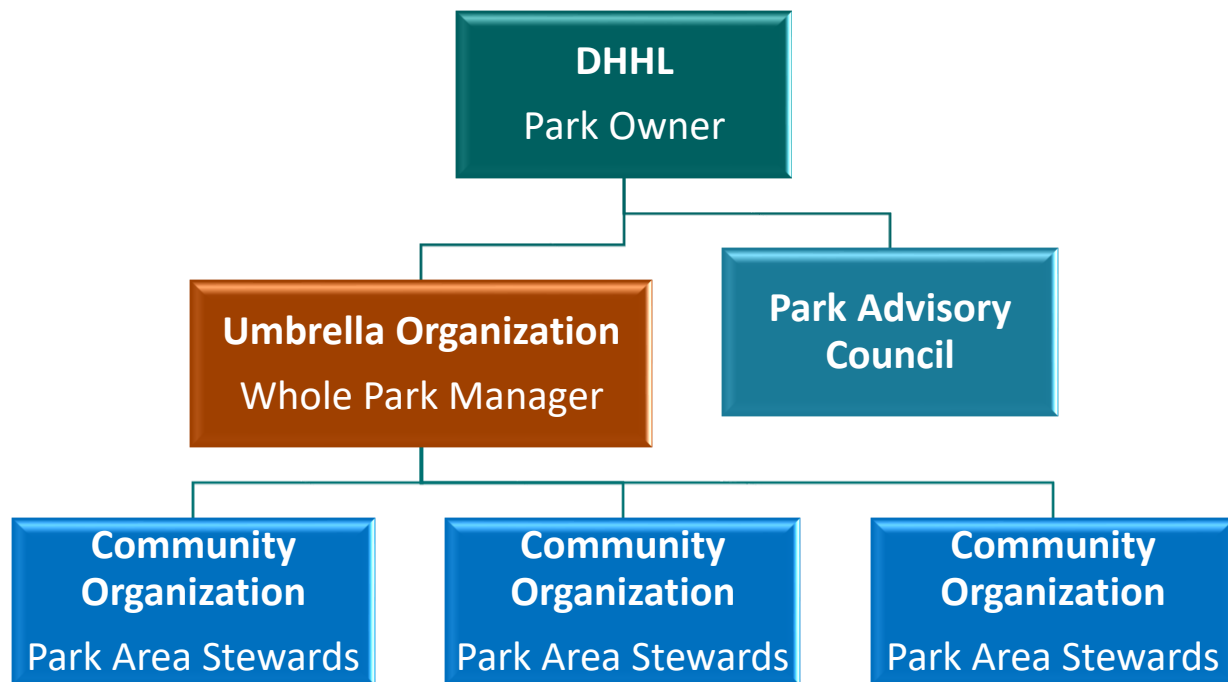 DHHL
Park Owner
Umbrella Organization
Whole Park Manager
Park Advisory
Council
Community
Organization
Park Area Stewards
Community
Organization
Park Area Stewards
Community
Organization
Park Area Stewards